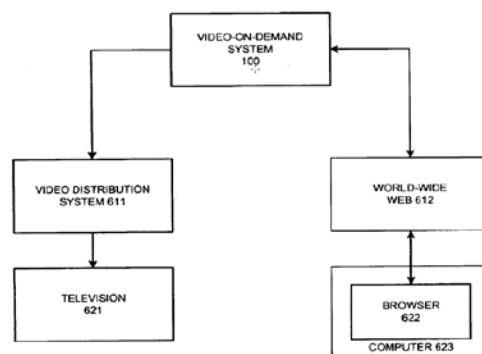 VIDEO-ON-DEMAND
SYSTEM
100
VIDEO DISTRIBUTION
SYSTEM 611
WORLD-WIDE
WEB 612
TELEVISION
621
BROWSER
622
COMPUTER 623